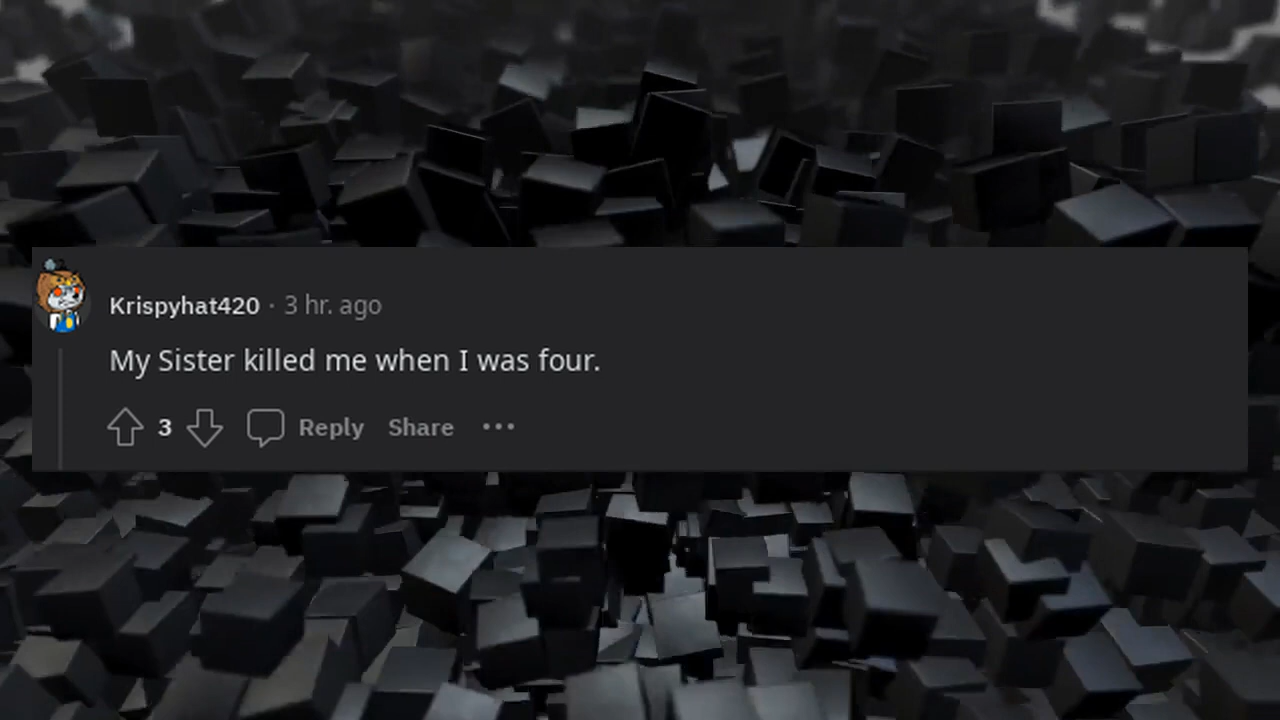 Krispyhat420 · 3 hr. ago
My Sister killed me when I was four.
3 Reply Share ···